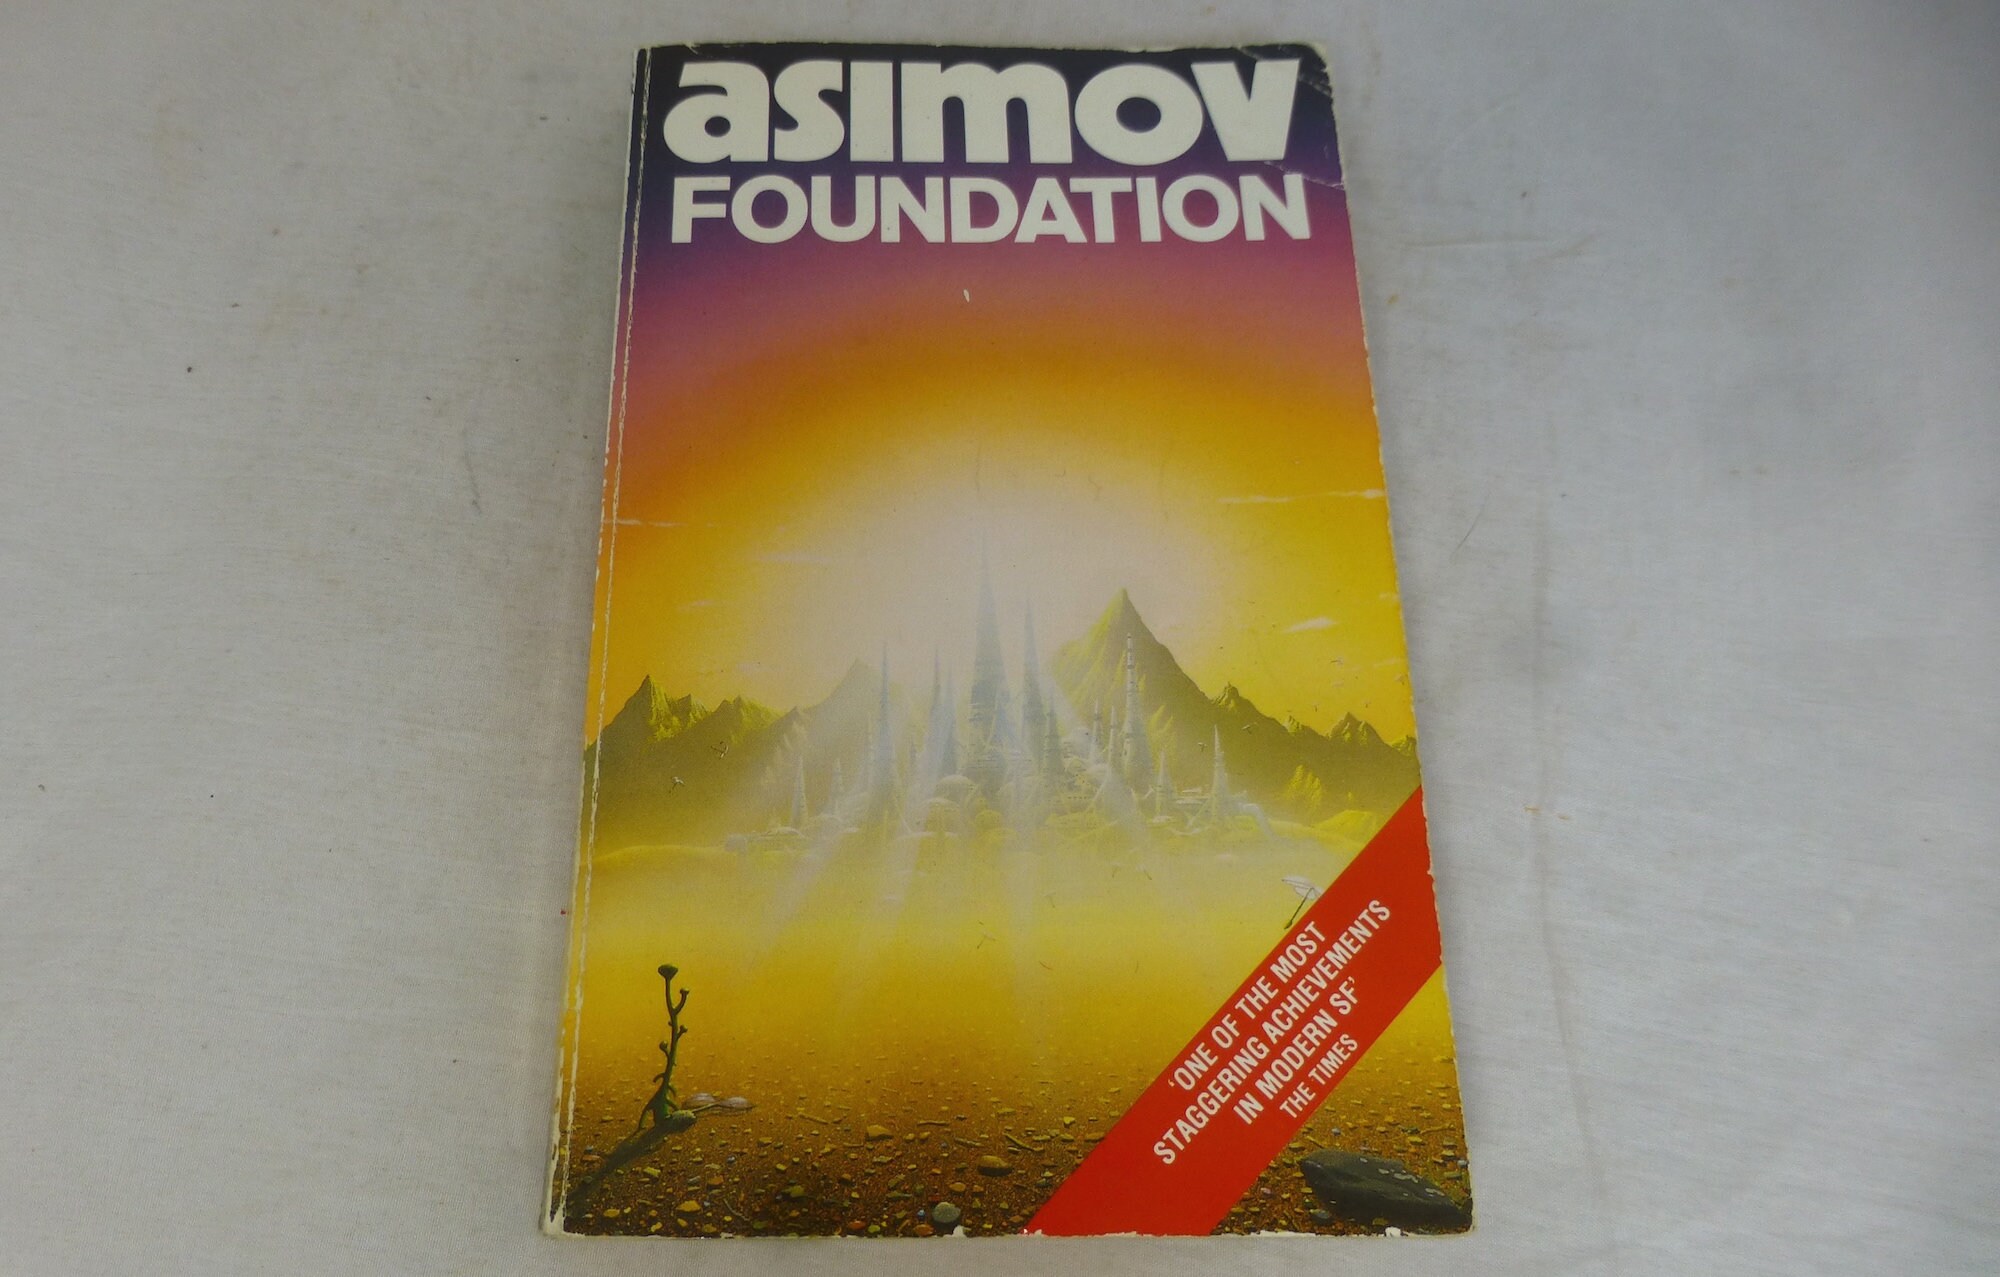 asimov
FOUNDATION
'ONE OF THE MOST
STAGGERING ACHIEVEMENTS
IN MODERN SF'
THE TIMES